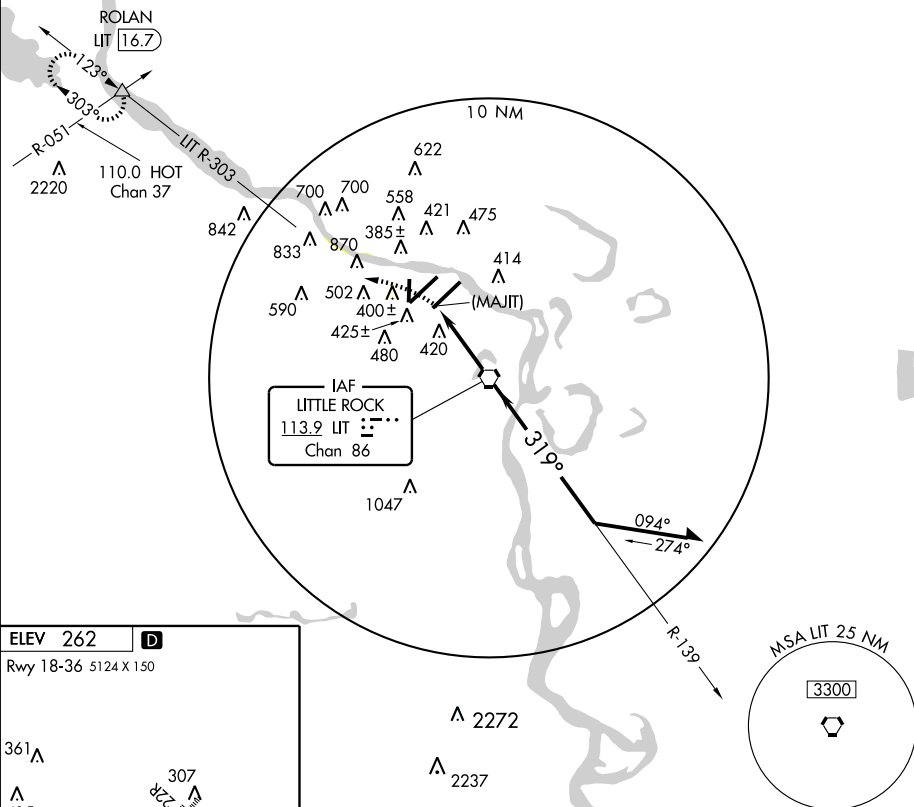 ROLAN
LIT 16.7
123°
303°
R-051
LIT R-303
110.0 HOT
Chan 37
2220
10 NM
622
700
700
558
421
475
842
385±
833
870
414
590
502
400±
(MAJIT)
425±
480
420
IAF
LITTLE ROCK
113.9 LIT
Chan 86
319°
1047
094°
274°
R-139
MSA LIT 25 NM
3300
ELEV 262 D
Rwy 18-36 5124 X 150
2272
2237
361
307
22R